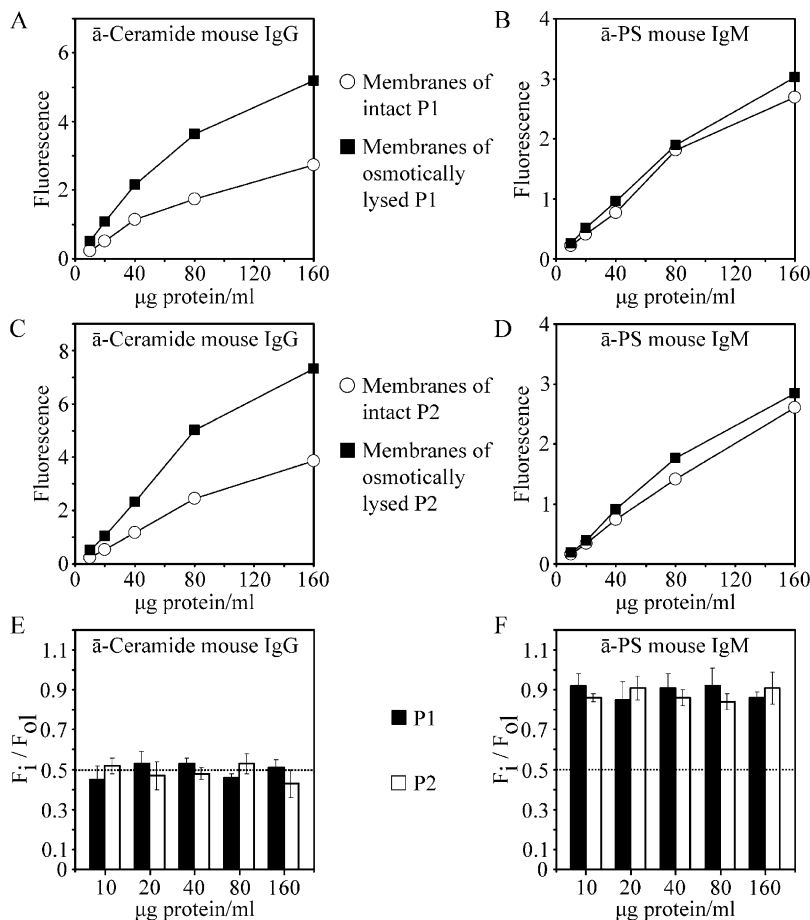 A
ā-Ceramide mouse IgG
Fluorescence
6
4
2
0
0 40 80 120 160
µg protein/ml
Membranes of
intact P1
Membranes of
osmotically
lysed P1
B
ā-PS mouse IgM
Fluorescence
4
3
2
1
0
0 40 80 120 160
µg protein/ml
C
ā-Ceramide mouse IgG
Fluorescence
8
6
4
2
0
0 40 80 120 160
µg protein/ml
Membranes of
intact P2
Membranes of
osmotically
lysed P2
D
ā-PS mouse IgM
Fluorescence
4
3
2
1
0
0 40 80 120 160
µg protein/ml
E
ā-Ceramide mouse IgG
Fi / Fol
1.1
0.9
0.7
0.5
0.3
0.1
0
10 20 40 80 160
µg protein/ml
P1
P2
F
ā-PS mouse IgM
Fi / Fol
1.1
0.9
0.7
0.5
0.3
0.1
0
10 20 40 80 160
µg protein/ml